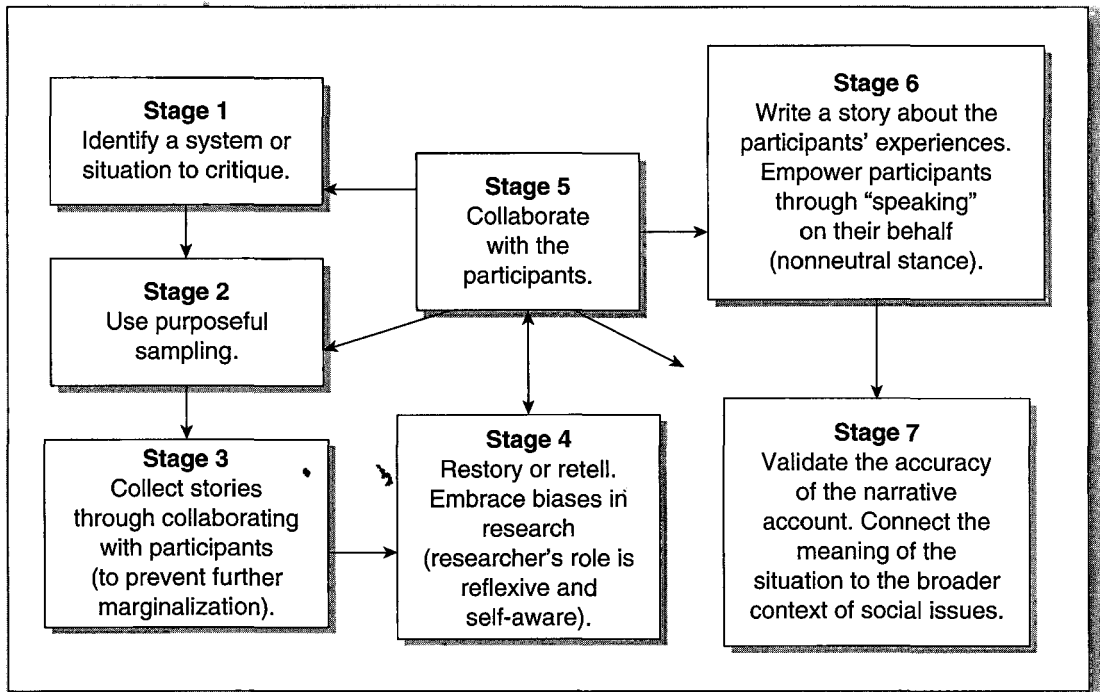 Stage 1
Identify a system or
situation to critique.
Stage 2
Use purposeful
sampling.
Stage 3
Collect stories
through collaborating
with participants
(to prevent further
marginalization).
Stage 4
Restory or retell.
Embrace biases in
research
(researcher's role is
reflexive and
self-aware).
Stage 5
Collaborate
with the
participants.
Stage 6
Write a story about the
participants' experiences.
Empower participants
through “speaking”
on their behalf
(nonneutral stance).
Stage 7
Validate the accuracy
of the narrative
account. Connect the
meaning of the
situation to the broader
context of social issues.